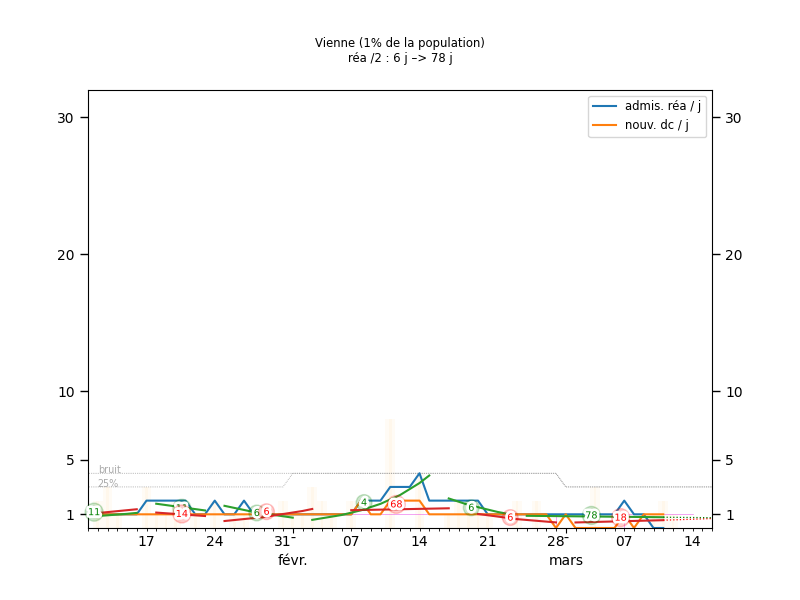 Vienne (1% de la population)
réa /2 : 6 j –> 78 j
admis. réa / j
nouv. dc / j
30 30
20 20
10 10
5 5
1 1
bruit
25%
11 14 6 6 4 68 6 6 78 18
17 24 31- 07 14 21 28- 07 14
févr. mars